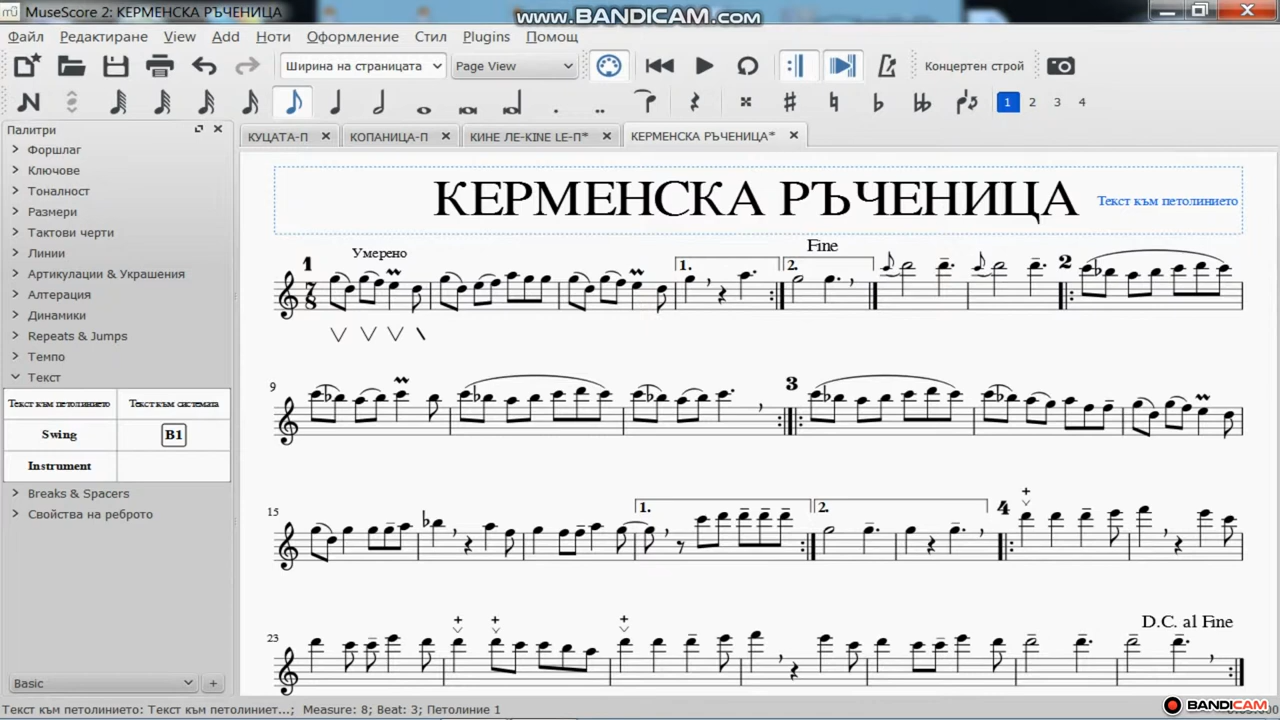 MuseScore 2: КЕРМЕНСКА РЪЧЕНИЦА
www.BANDICAM.com
Файл Редактиране View Add Ноти Оформление Стил Plugins Помощ
Ширина на страницата Page View Концертен строй
1 2 3 4
Палитри
КУЦАТА-П КОПАНИЦА-П КИНЕ ЛЕ-KINE LE-П* КЕРМЕНСКА РЪЧЕНИЦА*
Форшлаг
Ключове
Тоналност
Размери
Тактови черти
Линии
Артикулации & Украшения
Алтерация
Динамики
Repeats & Jumps
Темпо
Текст
Текст към петолинието Текст към системата
Swing B1
Instrument
Breaks & Spacers
Свойства на реброто
Basic
КЕРМЕНСКА РЪЧЕНИЦА
Текст към петолинието
Fine
1 Умерено 1. 2. 2
7
8
9 3
15 1. 2. 4
D.C. al Fine
23
Текст към петолинието: Текст към петолиниет...; Measure: 8; Beat: 3; Петолиние 1
BANDICAM